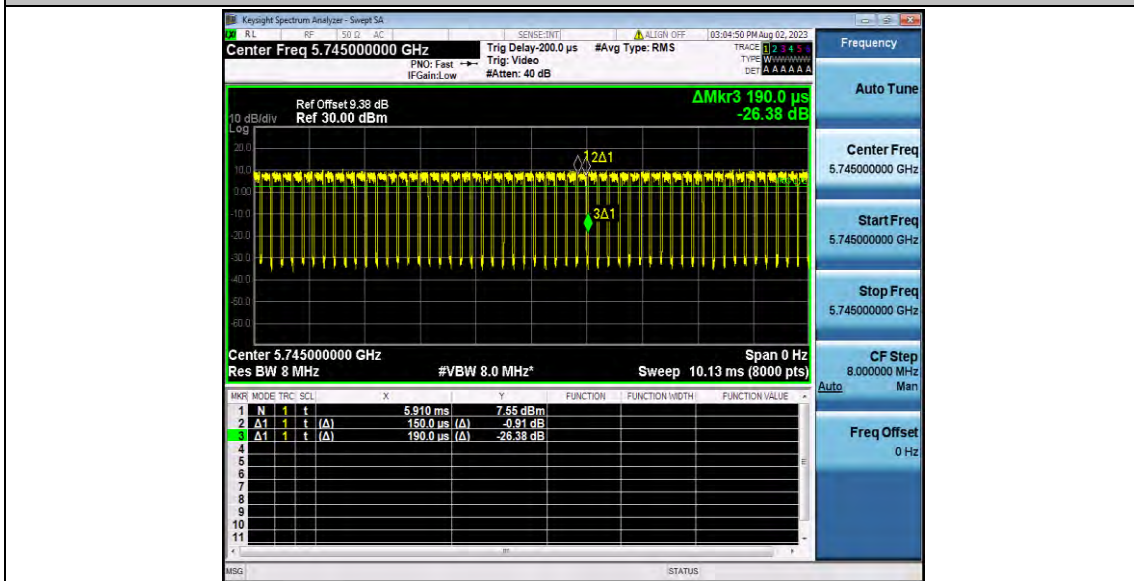 Keysight Spectrum Analyzer - Swept SA
RL RF 50 Ω AC SENSE:INT ALIGN OFF 03:04:50 PM Aug 02, 2023
Center Freq 5.745000000 GHz Trig Delay-200.0 µs #Avg Type: RMS TRACE 1 2 3 4 5 6
PNO: Fast Trig: Video TYPE WWWWWW
IFGain:Low #Atten: 40 dB DET A A A A A A
Frequency
Auto Tune
ΔMkr3 190.0 µs
Ref Offset 9.38 dB
10 dB/div Ref 30.00 dBm -26.38 dB
Log
20.0
10.0
0.00
-10.0
-20.0
-30.0
-40.0
-50.0
-60.0
1 2Δ1
3Δ1
Center 5.745000000 GHz Span 0 Hz
Res BW 8 MHz #VBW 8.0 MHz* Sweep 10.13 ms (8000 pts)
Center Freq
5.745000000 GHz
Start Freq
5.745000000 GHz
Stop Freq
5.745000000 GHz
CF Step
8.000000 MHz
Auto Man
Freq Offset
0 Hz
MKR MODE TRC SCL X Y FUNCTION FUNCTION WIDTH FUNCTION VALUE
1 N 1 t 5.910 ms 7.55 dBm
2 Δ1 1 t (Δ) 150.0 µs (Δ) -0.91 dB
3 Δ1 1 t (Δ) 190.0 µs (Δ) -26.38 dB
4
5
6
7
8
9
10
11
MSG STATUS